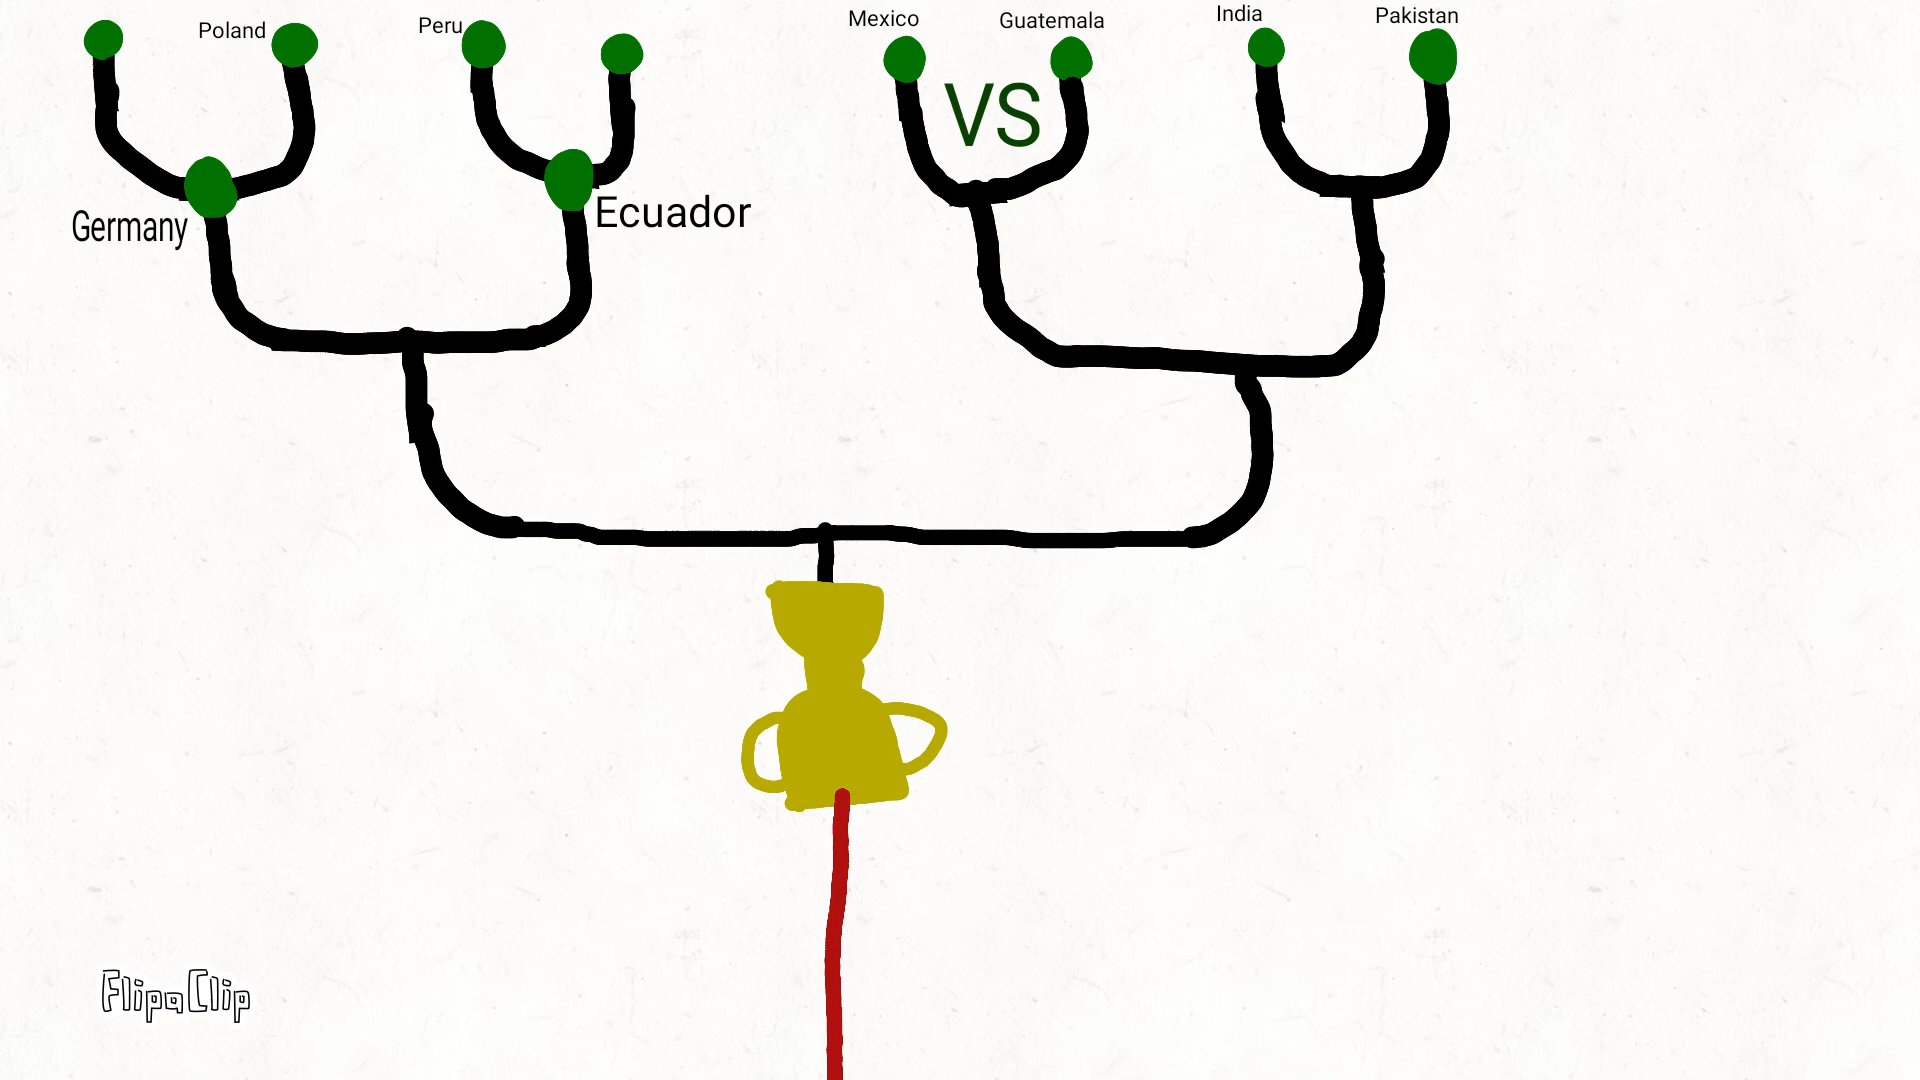 Poland
Peru
Mexico
Guatemala
India
Pakistan
VS
Germany
Ecuador
FlipaClip